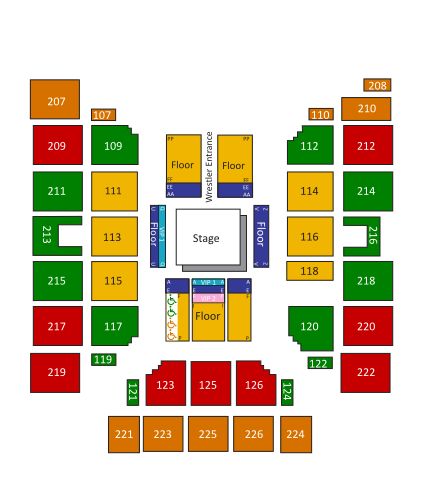 208
207
210
107
110
209
109
Wrestler Entrance
PP
PP
Floor
Floor
FF
FF
EE
EE
AA
AA
112
212
211
111
114
214
213
113
Floor
VIP 1
Stage
Floor
116
216
215
115
118
218
A
E
A
VIP 1
A
E
VIP 2
F
F
Floor
P
P
217
117
120
220
119
122
219
123
125
126
222
121
124
221
223
225
226
224